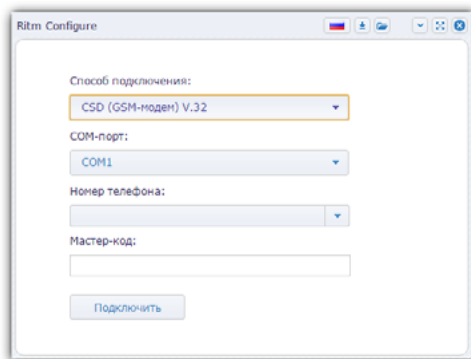 Ritm Configure
Способ подключения:
CSD (GSM-модем) V.32
COM-порт:
COM1
Номер телефона:
Мастер-код:
Подключить